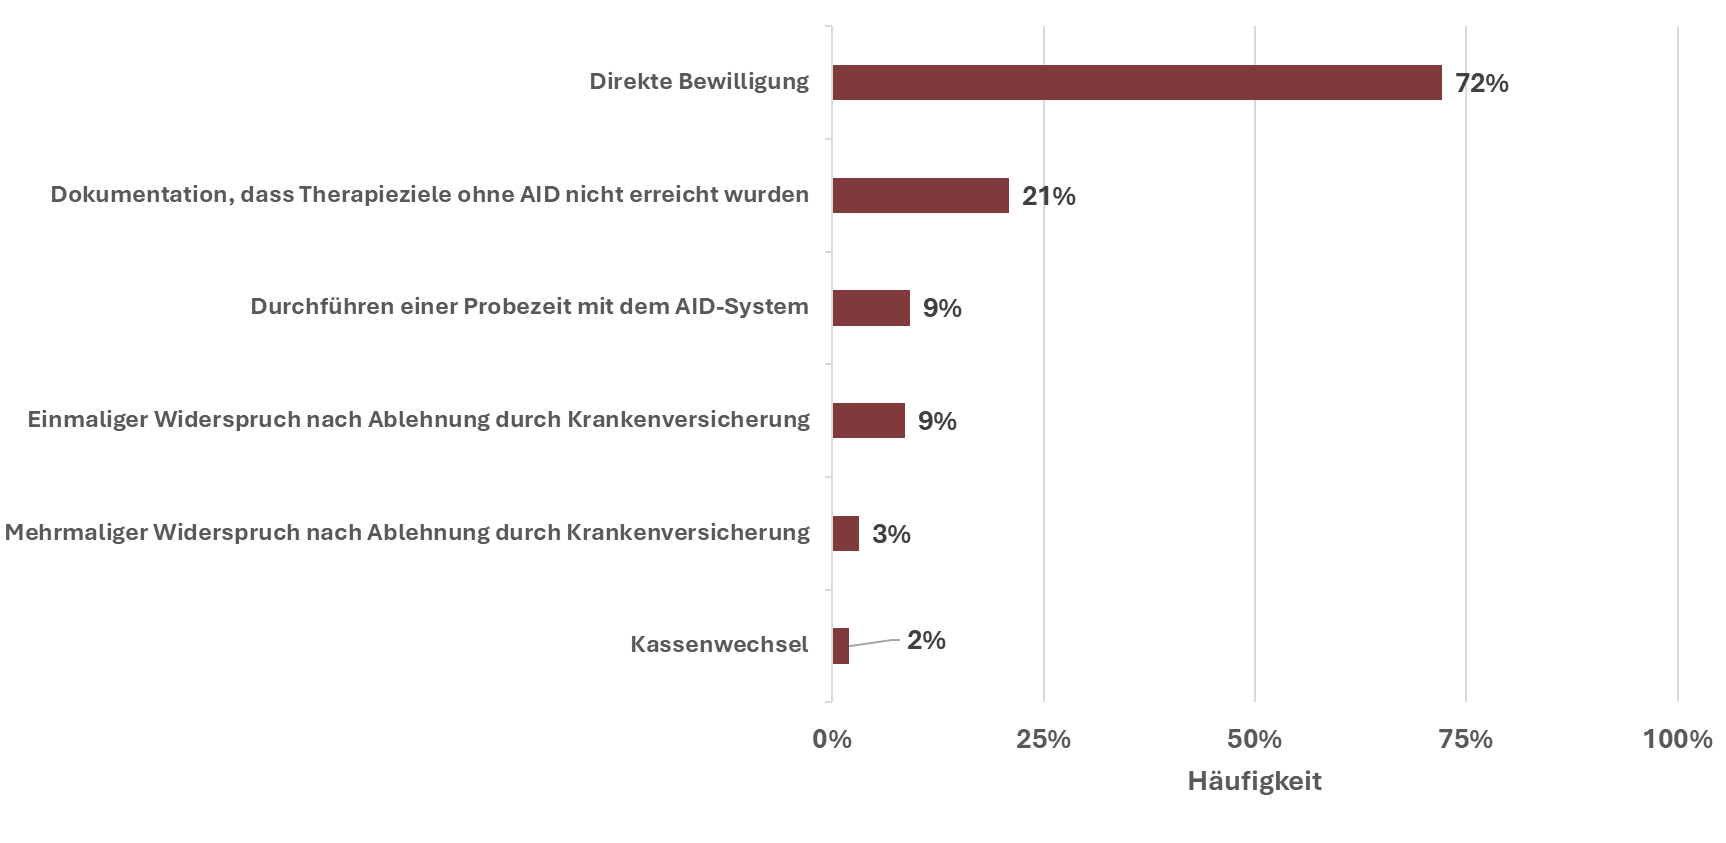 Direkte Bewilligung
72%
Dokumentation, dass Therapieziele ohne AID nicht erreicht wurden
21%
Durchführen einer Probezeit mit dem AID-System
9%
Einmaliger Widerspruch nach Ablehnung durch Krankenversicherung
9%
Mehrmaliger Widerspruch nach Ablehnung durch Krankenversicherung
3%
Kassenwechsel
2%
0%
25%
50%
75%
100%
Häufigkeit